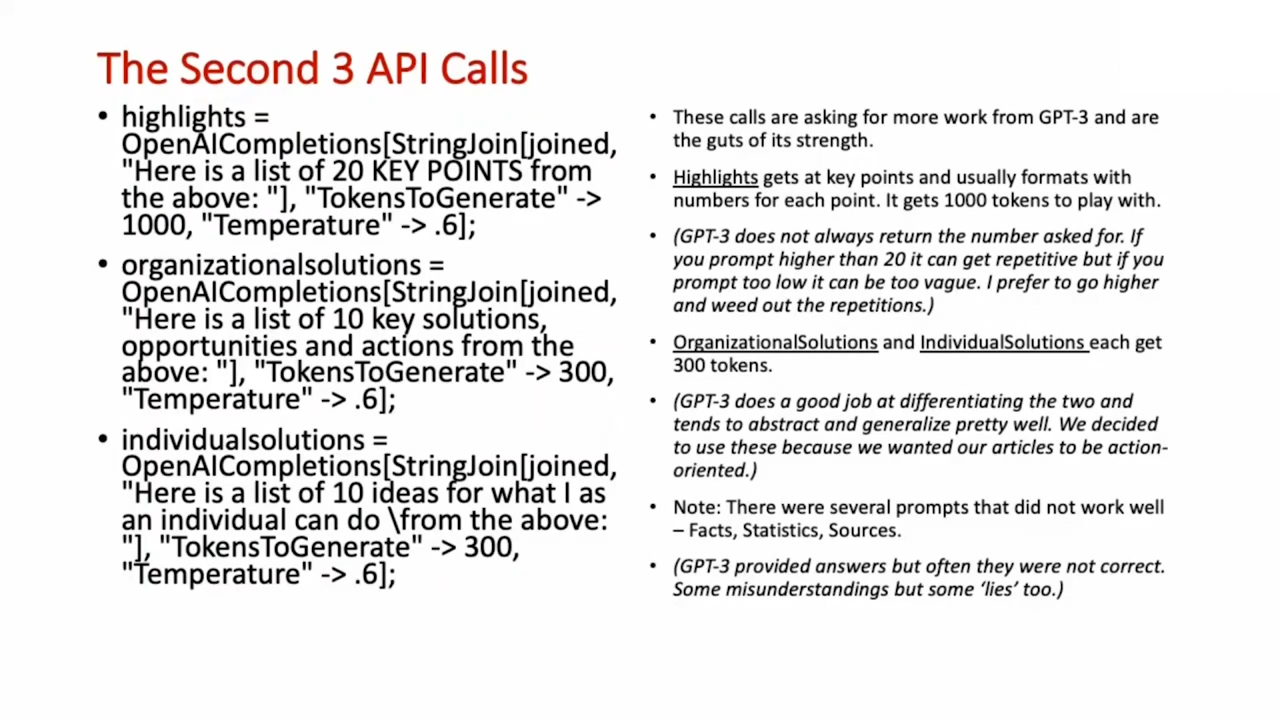 The Second 3 API Calls
• highlights =
OpenAICompletions[StringJoin[joined,
"Here is a list of 20 KEY POINTS from
the above: "], "TokensToGenerate" ->
1000, "Temperature" -> .6];
• organizationalsolutions =
OpenAICompletions[StringJoin[joined,
"Here is a list of 10 key solutions,
opportunities and actions from the
above: "], "TokensToGenerate" -> 300,
"Temperature" -> .6];
• individualsolutions =
OpenAICompletions[StringJoin[joined,
"Here is a list of 10 ideas for what I as
an individual can do \from the above:
"], "TokensToGenerate" -> 300,
"Temperature" -> .6];
• These calls are asking for more work from GPT-3 and are
the guts of its strength.
• Highlights gets at key points and usually formats with
numbers for each point. It gets 1000 tokens to play with.
• (GPT-3 does not always return the number asked for. If
you prompt higher than 20 it can get repetitive but if you
prompt too low it can be too vague. I prefer to go higher
and weed out the repetitions.)
• OrganizationalSolutions and IndividualSolutions each get
300 tokens.
• (GPT-3 does a good job at differentiating the two and
tends to abstract and generalize pretty well. We decided
to use these because we wanted our articles to be action-
oriented.)
• Note: There were several prompts that did not work well
– Facts, Statistics, Sources.
• (GPT-3 provided answers but often they were not correct.
Some misunderstandings but some ‘lies’ too.)